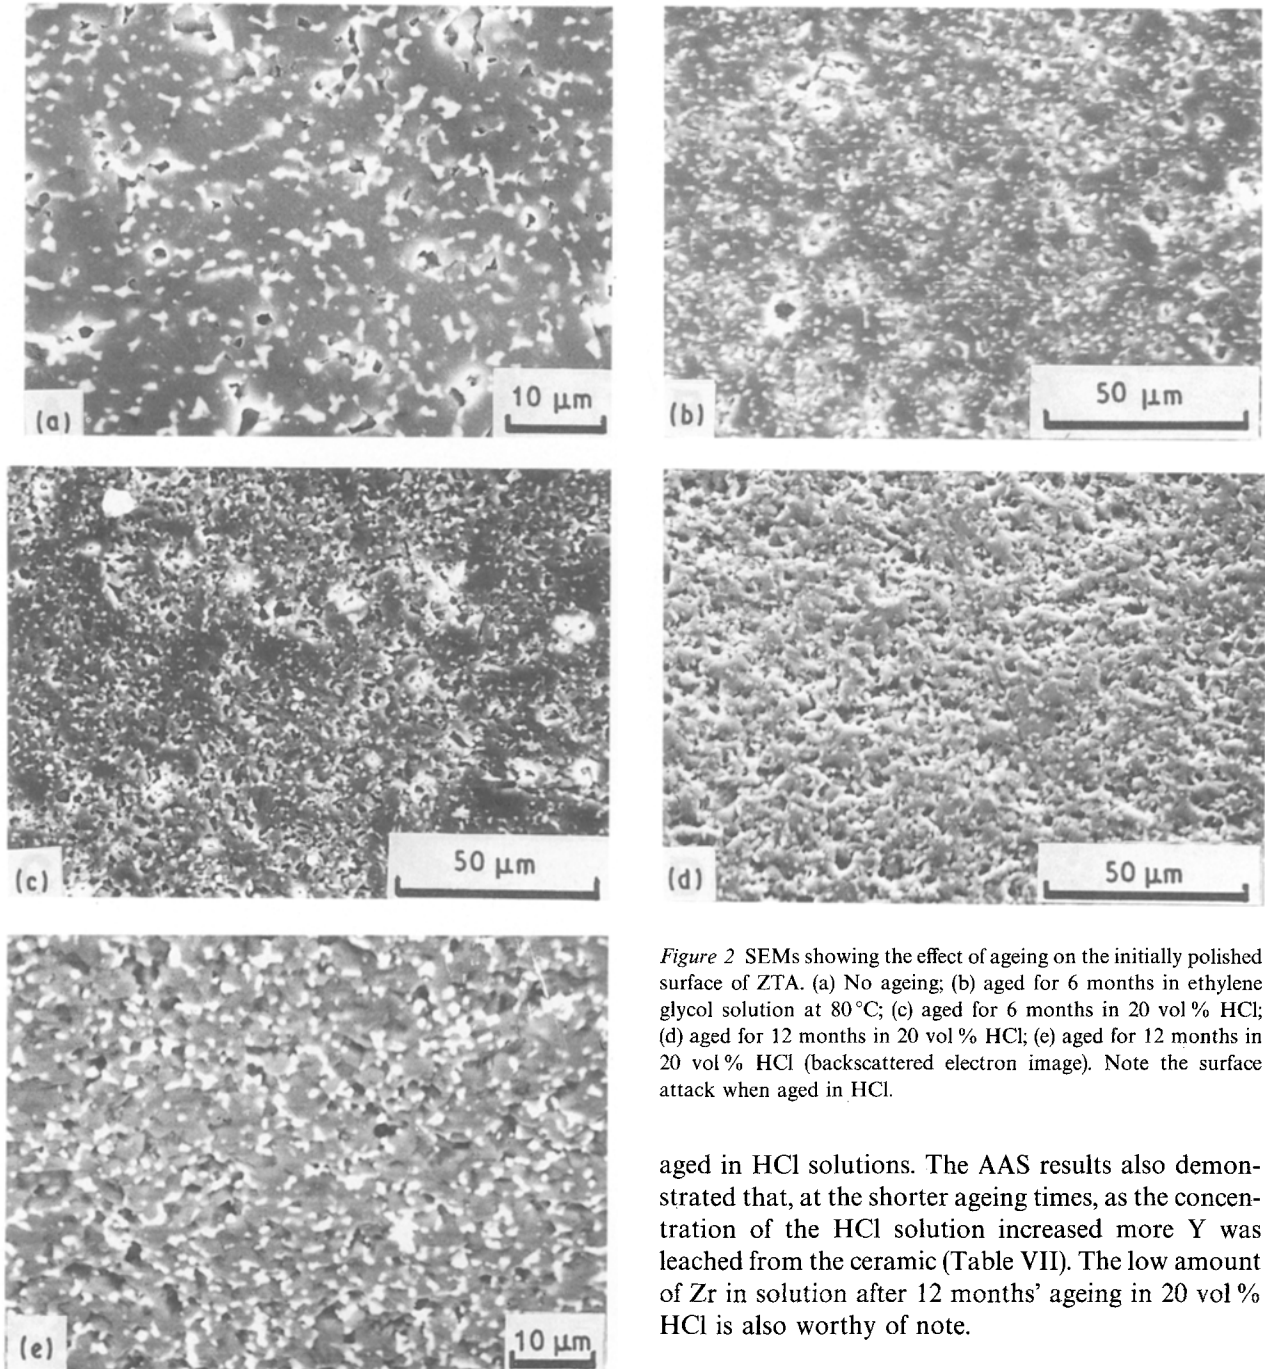 (a)
10 μm
(b)
50 μm
(c)
50 μm
(d)
50 μm
(e)
10 μm
Figure 2 SEMs showing the effect of ageing on the initially polished
surface of ZTA. (a) No ageing; (b) aged for 6 months in ethylene
glycol solution at 80 °C; (c) aged for 6 months in 20 vol % HCl;
(d) aged for 12 months in 20 vol % HCl; (e) aged for 12 months in
20 vol % HCl (backscattered electron image). Note the surface
attack when aged in HCl.
aged in HCl solutions. The AAS results also demon-
strated that, at the shorter ageing times, as the concen-
tration of the HCl solution increased more Y was
leached from the ceramic (Table VII). The low amount
of Zr in solution after 12 months' ageing in 20 vol %
HCl is also worthy of note.